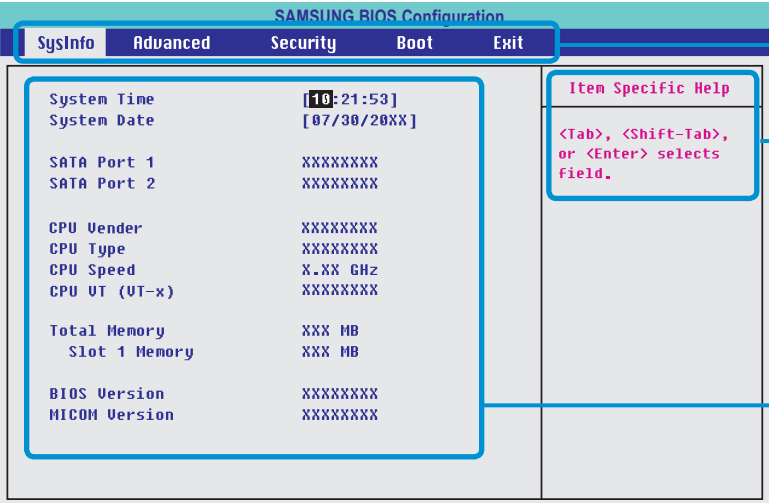 SAMSUNG BIOS Configuration
SysInfo Advanced Security Boot Exit
System Time [10:21:53]
System Date [07/30/20XX]
SATA Port 1 XXXXXXXX
SATA Port 2 XXXXXXXX
CPU Vender XXXXXXXX
CPU Type XXXXXXXX
CPU Speed X.XX GHz
CPU VT (VT-x) XXXXXXXX
Total Memory XXX MB
Slot 1 Memory XXX MB
BIOS Version XXXXXXXX
MICOM Version XXXXXXXX
Item Specific Help
<Tab>, <Shift-Tab>,
or <Enter> selects
field.